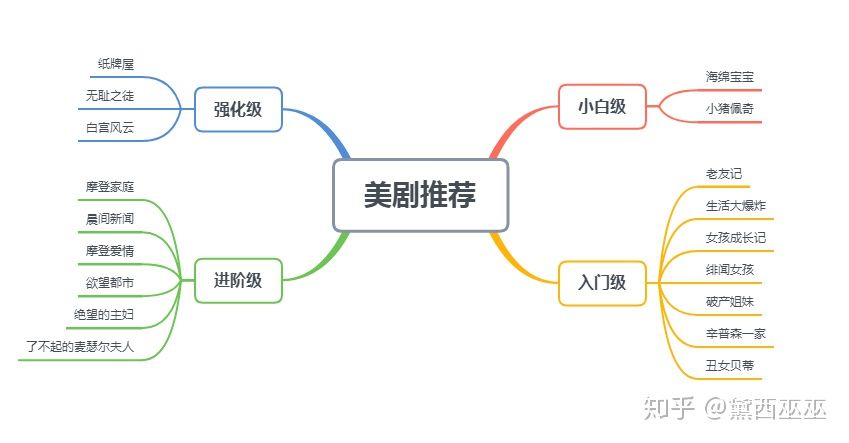 美剧推荐
小白级
海绵宝宝
小猪佩奇
入门级
老友记
生活大爆炸
女孩成长记
绯闻女孩
破产姐妹
辛普森一家
丑女贝蒂
进阶级
摩登家庭
晨间新闻
摩登爱情
欲望都市
绝望的主妇
了不起的麦瑟尔夫人
强化级
纸牌屋
无耻之徒
白宫风云
知乎 @黛西巫巫